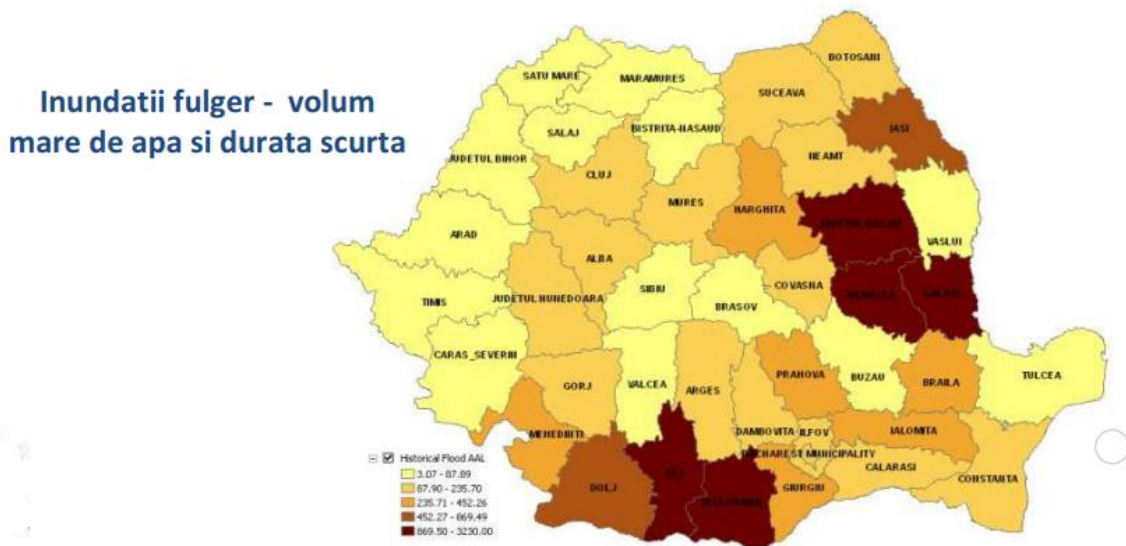 Inundatii fulger - volum
mare de apa si durata scurta
BOTOSANI
SATU MARE
MARAMURES
SUCEAVA
IASI
SALAJ
BISTRITA-NASAUD
JUDETUL BIHOR
NEAMT
CLUJ
MURES
HARGHITA
VASLUI
ARAD
ALBA
COVASNA
SIBIU
TIMIS
JUDETUL HUNEDOARA
BRASOV
CARAS_SEVERIN
PRAHOVA
BUZAU
BRAILA
TULCEA
GORJ
VALCEA
ARGES
MEHEDINTI
DAMBOVITA
ILFOV
IALOMITA
BUCHAREST MUNICIPALITY
CALARASI
CONSTANTA
DOLJ
GIURGIU
Historical Flood AAL
3.07 - 87.89
87.90 - 235.70
235.71 - 452.26
452.27 - 869.49
869.50 - 3230.00